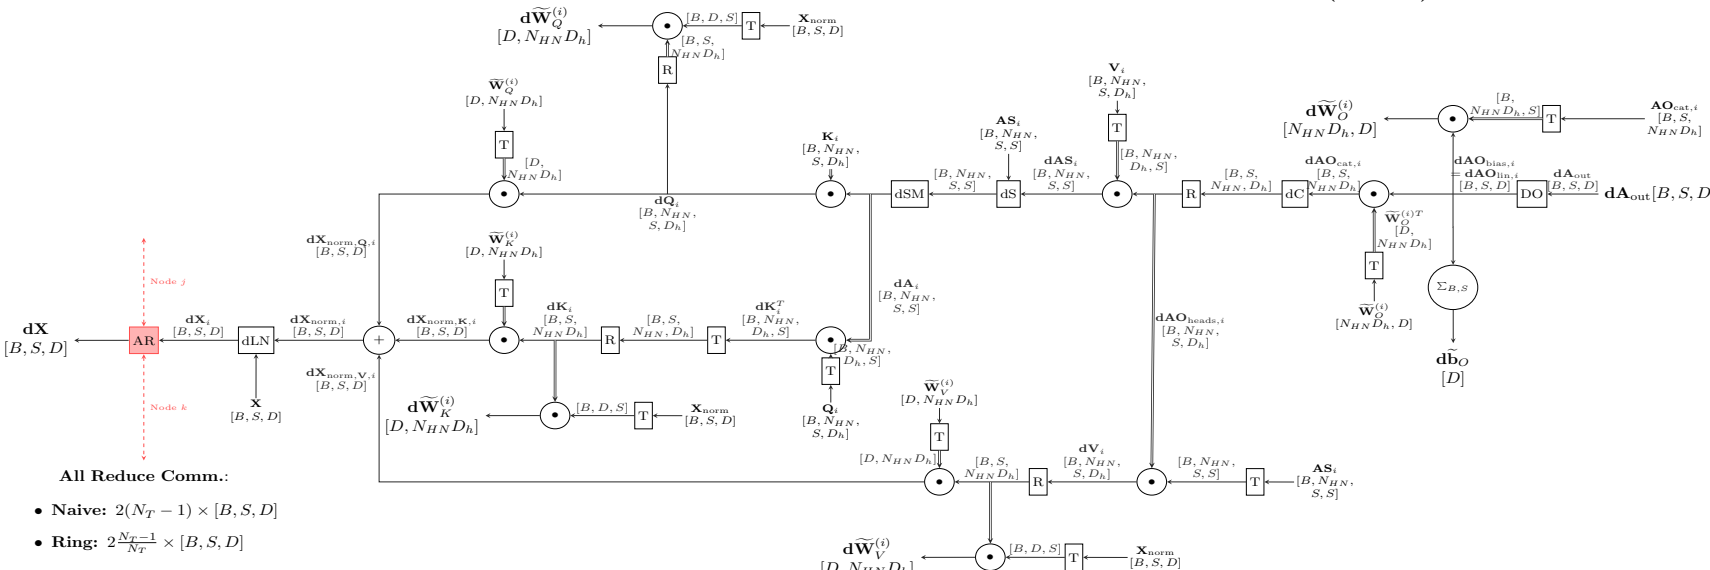 dW̃_Q^(i)
[D, N_HN D_h]
[B, D, S]
T
X_norm
[B, S, D]
[B, S,
N_HN D_h]
R
W̃_Q^(i)
[D, N_HN D_h]
T
[D,
N_HN D_h]
dQ_i
[B, N_HN,
S, D_h]
K_i
[B, N_HN,
S, D_h]
dSM
[B, N_HN,
S, S]
AS_i
[B, N_HN,
S, S]
dS
dAS_i
[B, N_HN,
S, S]
V_i
[B, N_HN,
S, D_h]
T
[B, N_HN,
D_h, S]
R
[B, S,
N_HN, D_h]
dC
dAO_cat,i
[B, S,
N_HN D_h]
dW̃_O^(i)
[N_HN D_h, D]
[B,
N_HN D_h, S]
T
AO_cat,i
[B, S,
N_HN D_h]
dAO_bias,i
= dAO_lin,i
[B, S, D]
DO
dA_out
[B, S, D]
dA_out[B, S, D
W̃_O^(i)T
[D,
N_HN D_h]
T
W̃_O^(i)
[N_HN D_h, D]
Σ_B,S
db̃_O
[D]
dX_norm,Q,i
[B, S, D]
W̃_K^(i)
[D, N_HN D_h]
T
dA_i
[B, N_HN,
S, S]
Node j
dX
[B, S, D]
AR
dX_i
[B, S, D]
dLN
dX_norm,i
[B, S, D]
+
dX_norm,K,i
[B, S, D]
dK_i
[B, S,
N_HN D_h]
R
[B, S,
N_HN, D_h]
T
dK_i^T
[B, N_HN,
D_h, S]
[B, N_HN,
D_h, S]
T
Q_i
[B, N_HN,
S, D_h]
dAO_heads,i
[B, N_HN,
S, D_h]
dX_norm,V,i
[B, S, D]
Node k
X
[B, S, D]
dW̃_K^(i)
[D, N_HN D_h]
[B, D, S]
T
X_norm
[B, S, D]
W̃_V^(i)
[D, N_HN D_h]
T
[D, N_HN D_h]
[B, S,
N_HN D_h]
R
dV_i
[B, N_HN,
S, D_h]
[B, N_HN,
S, S]
T
AS_i
[B, N_HN,
S, S]
All Reduce Comm.:
• Naive: 2(N_T − 1) × [B, S, D]
• Ring: 2 (N_T−1)/N_T × [B, S, D]
dW̃_V^(i)
[D, N_HN D_h]
[B, D, S]
T
X_norm
[B, S, D]